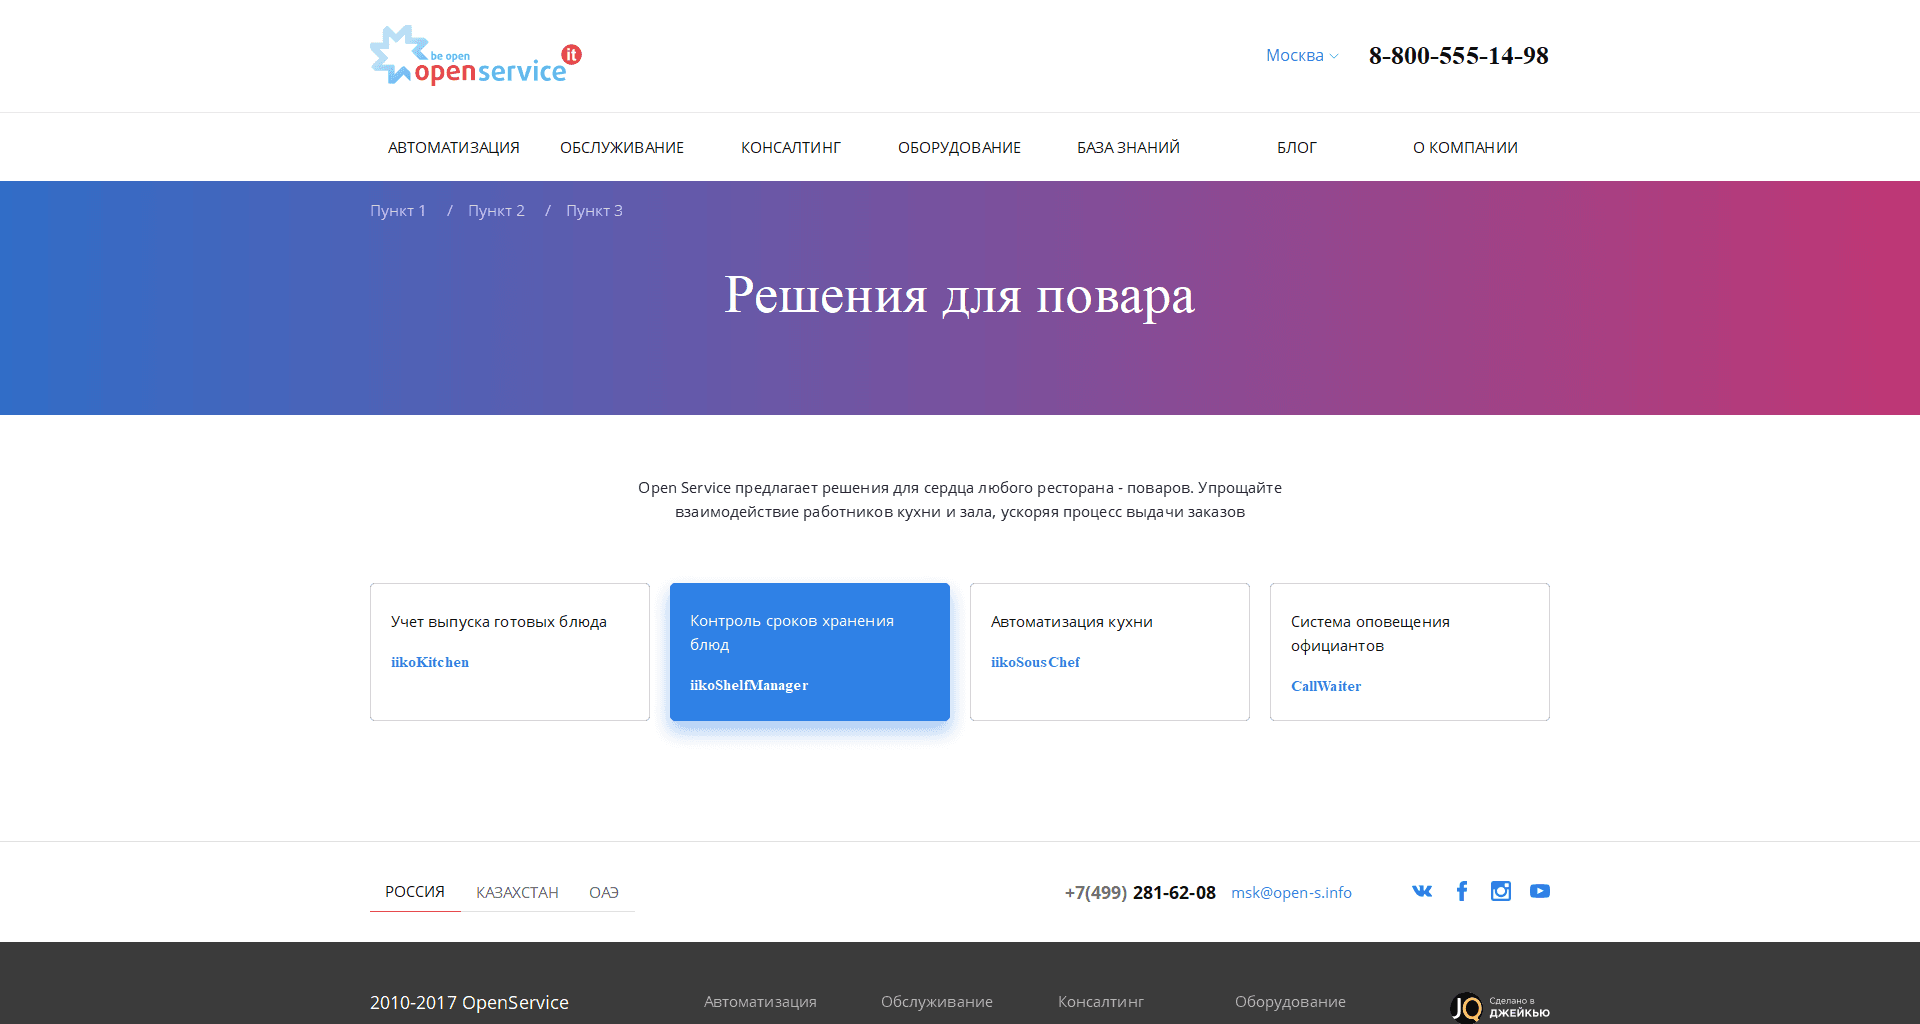 be open
openservice it
Москва
8-800-555-14-98
АВТОМАТИЗАЦИЯ
ОБСЛУЖИВАНИЕ
КОНСАЛТИНГ
ОБОРУДОВАНИЕ
БАЗА ЗНАНИЙ
БЛОГ
О КОМПАНИИ
Пункт 1 / Пункт 2 / Пункт 3
Решения для повара
Open Service предлагает решения для сердца любого ресторана - поваров. Упрощайте
взаимодействие работников кухни и зала, ускоряя процесс выдачи заказов
Учет выпуска готовых блюда
iikoKitchen
Контроль сроков хранения
блюд
iikoShelfManager
Автоматизация кухни
iikoSousChef
Система оповещения
официантов
CallWaiter
РОССИЯ
КАЗАХСТАН
ОАЭ
+7(499) 281-62-08
msk@open-s.info
2010-2017 OpenService
Автоматизация
Обслуживание
Консалтинг
Оборудование
JQ
Сделано в
ДЖЕЙКЬЮ